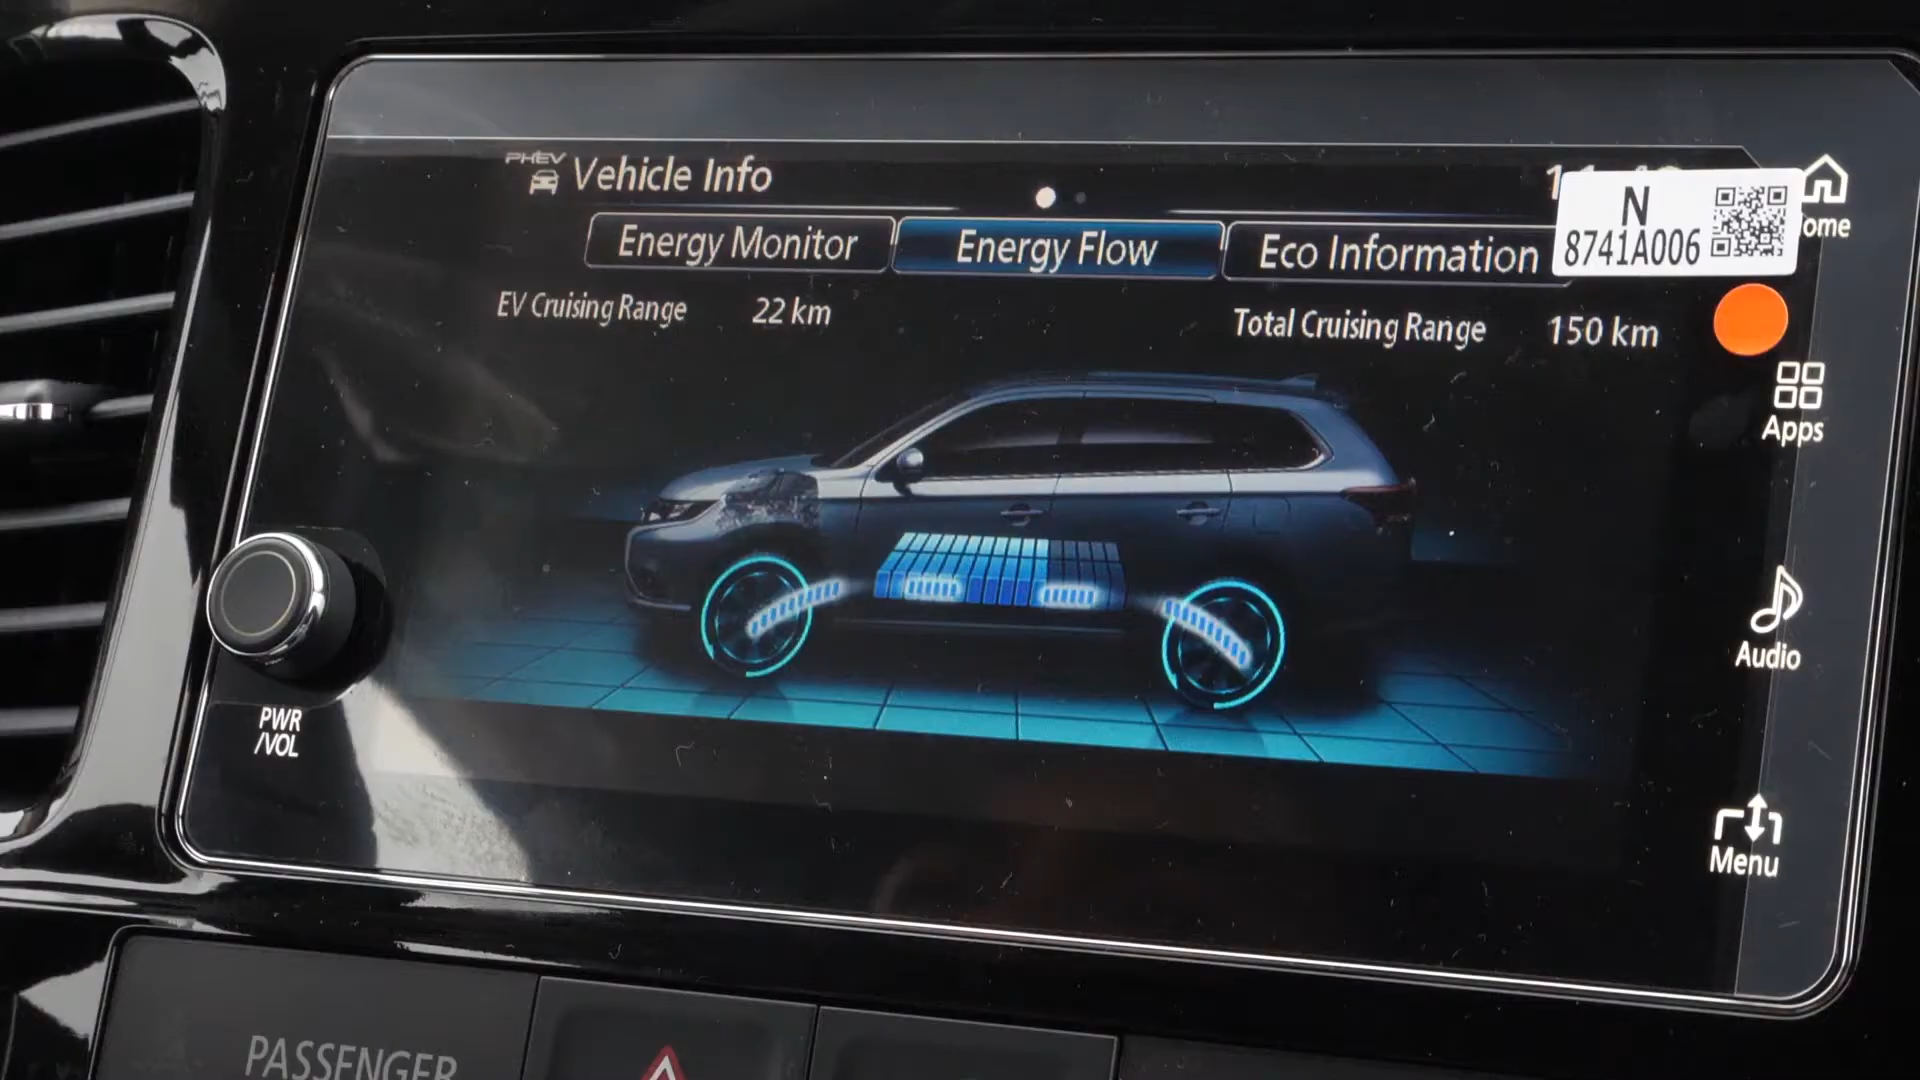 PHEV
Vehicle Info
N
8741A006
Home
Energy Monitor
Energy Flow
Eco Information
EV Cruising Range 22 km
Total Cruising Range 150 km
Apps
Audio
PWR
/VOL
Menu
PASSENGER